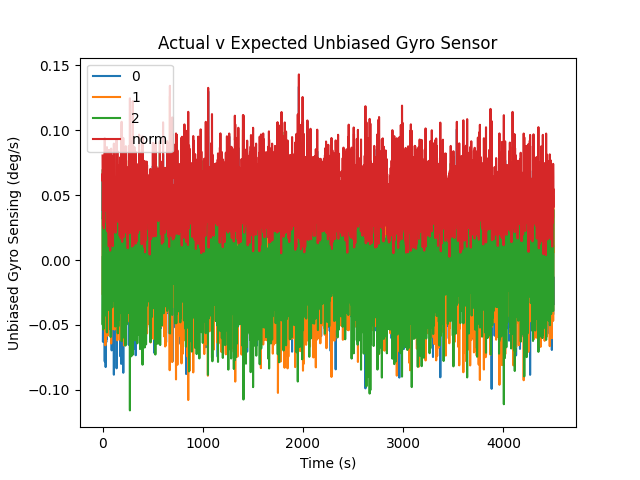 Actual v Expected Unbiased Gyro Sensor
Unbiased Gyro Sensing (deg/s)
0.15
0.10
0.05
0.00
−0.05
−0.10
0
1
2
norm
0 1000 2000 3000 4000
Time (s)